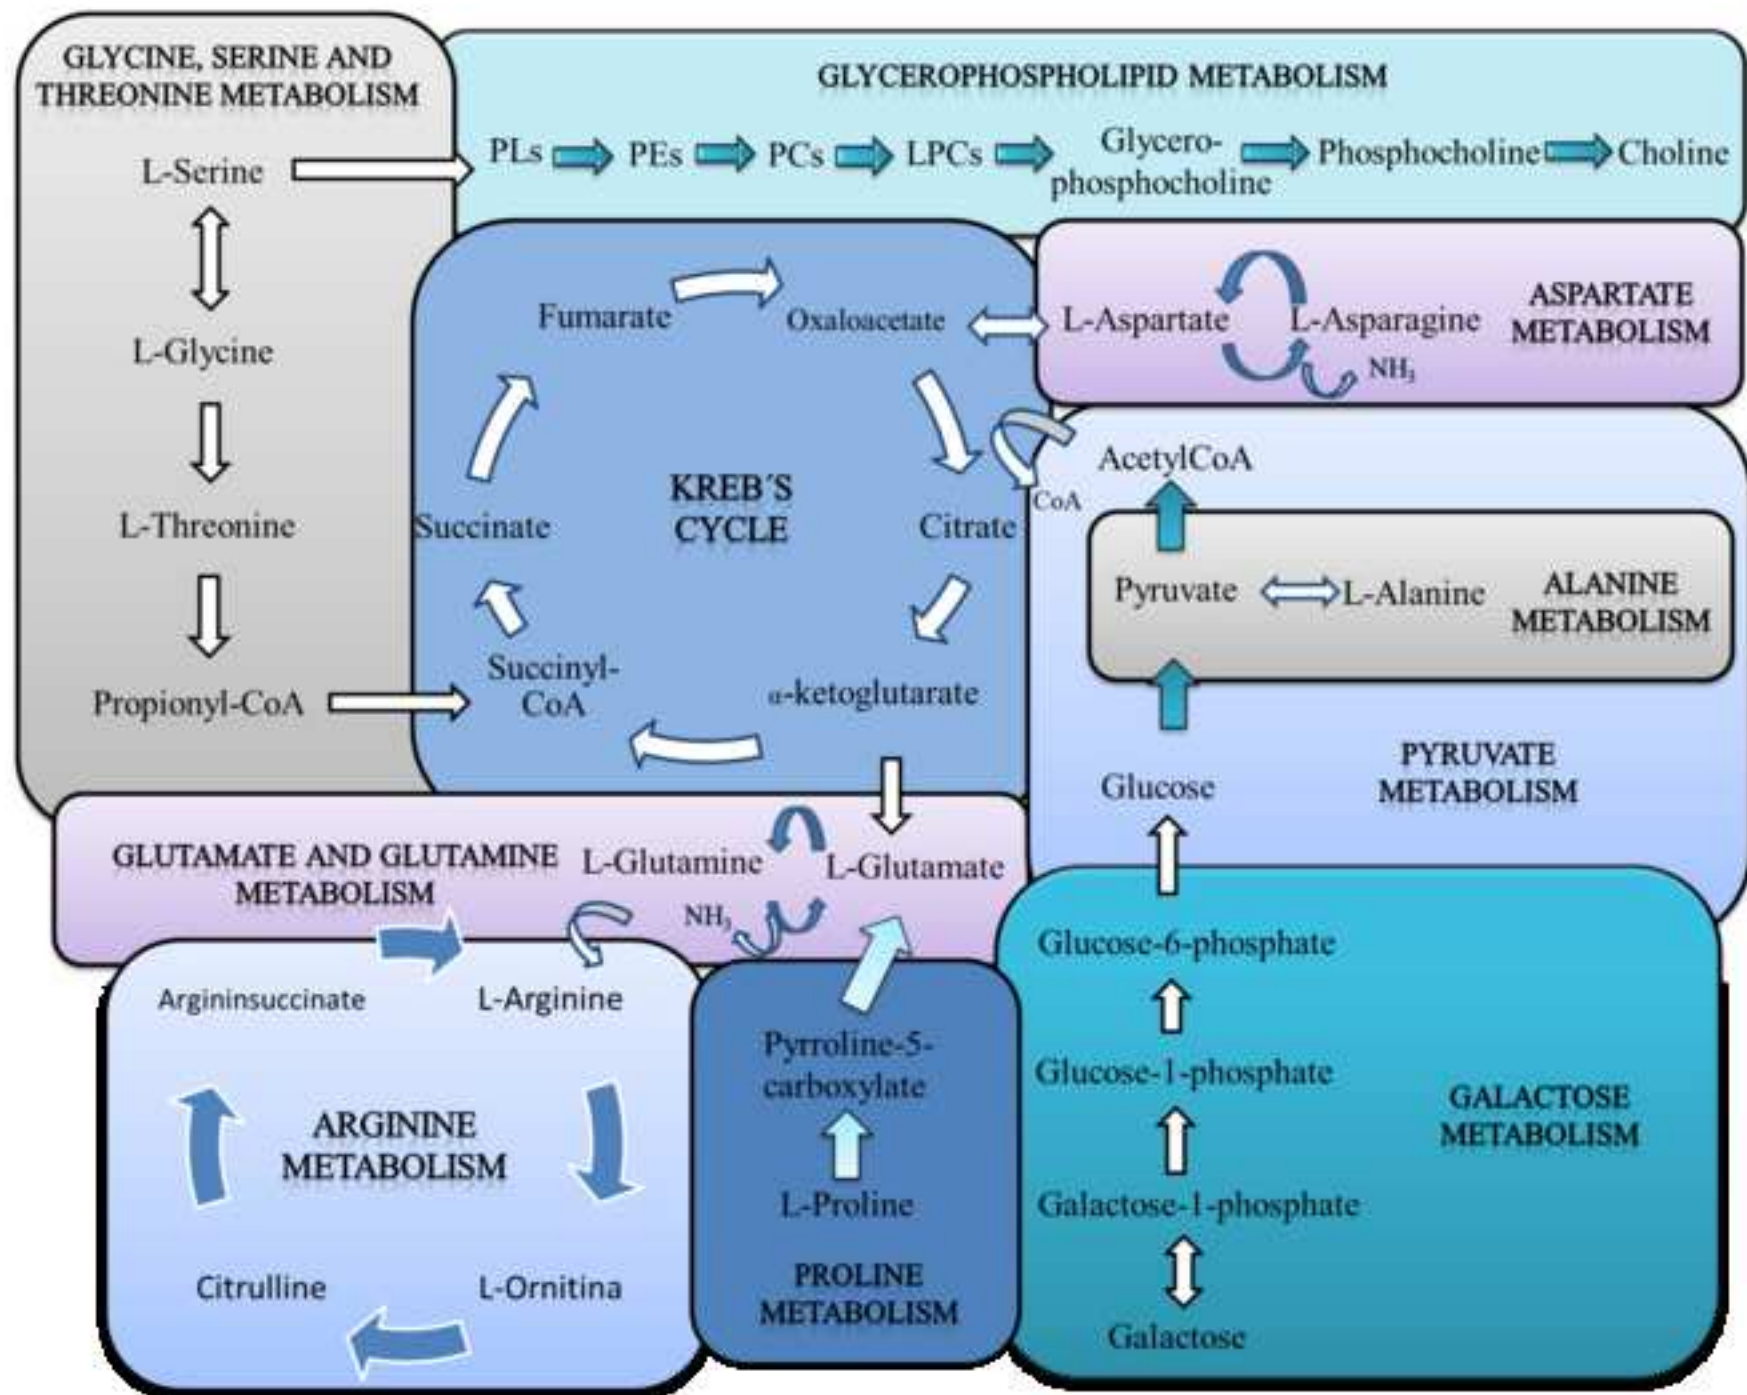 GLYCINE, SERINE AND
THREONINE METABOLISM
L-Serine
L-Glycine
L-Threonine
Propionyl-CoA
GLYCEROPHOSPHOLIPID METABOLISM
PLs PEs PCs LPCs Glycero-
phosphocholine Phosphocholine Choline
Fumarate Oxaloacetate
KREB´S
CYCLE
Succinate Citrate
Succinyl-
CoA
α-ketoglutarate
CoA
L-Aspartate L-Asparagine
NH3
ASPARTATE
METABOLISM
AcetylCoA
Pyruvate L-Alanine
ALANINE
METABOLISM
PYRUVATE
METABOLISM
Glucose
GLUTAMATE AND GLUTAMINE
METABOLISM
L-Glutamine L-Glutamate
NH3
Argininsuccinate L-Arginine
ARGININE
METABOLISM
Citrulline L-Ornitina
Pyrroline-5-
carboxylate
L-Proline
PROLINE
METABOLISM
Glucose-6-phosphate
Glucose-1-phosphate
GALACTOSE
METABOLISM
Galactose-1-phosphate
Galactose